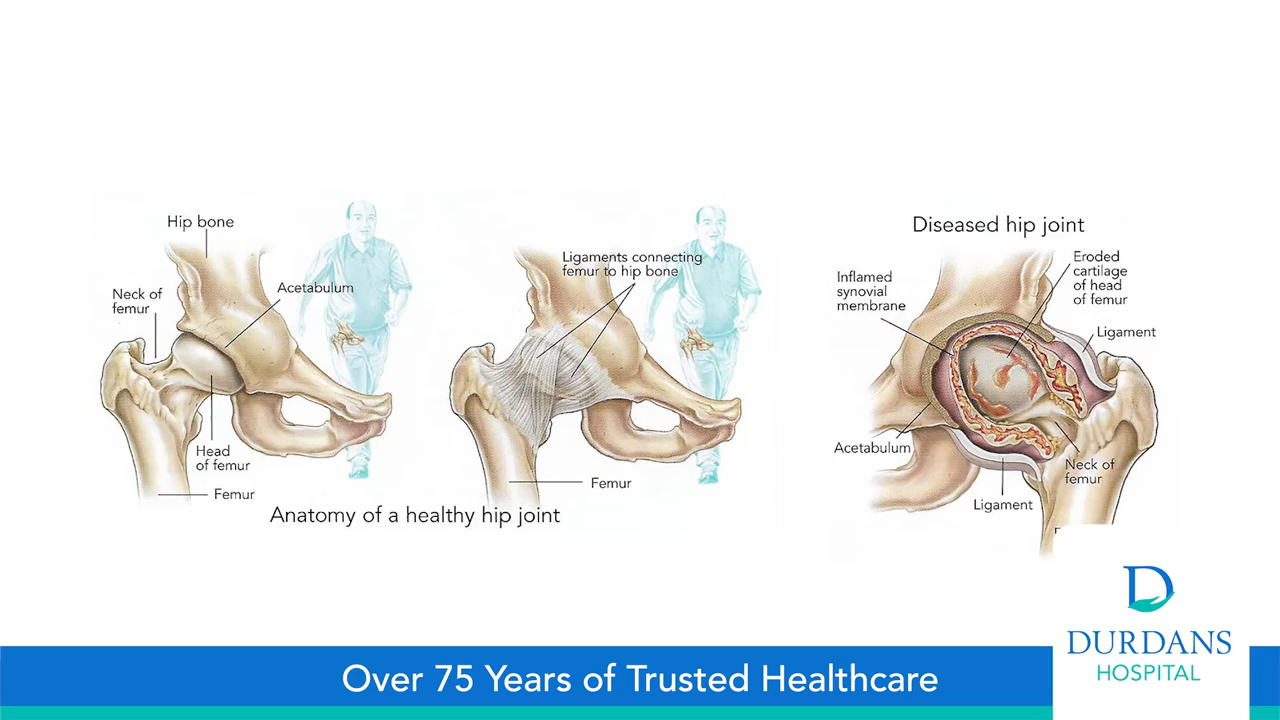 Hip bone
Neck of
femur
Acetabulum
Head
of femur
Femur
Ligaments connecting
femur to hip bone
Femur
Anatomy of a healthy hip joint
Diseased hip joint
Inflamed
synovial
membrane
Eroded
cartilage
of head
of femur
Ligament
Acetabulum
Neck of
femur
Ligament
Over 75 Years of Trusted Healthcare
D
DURDANS
HOSPITAL